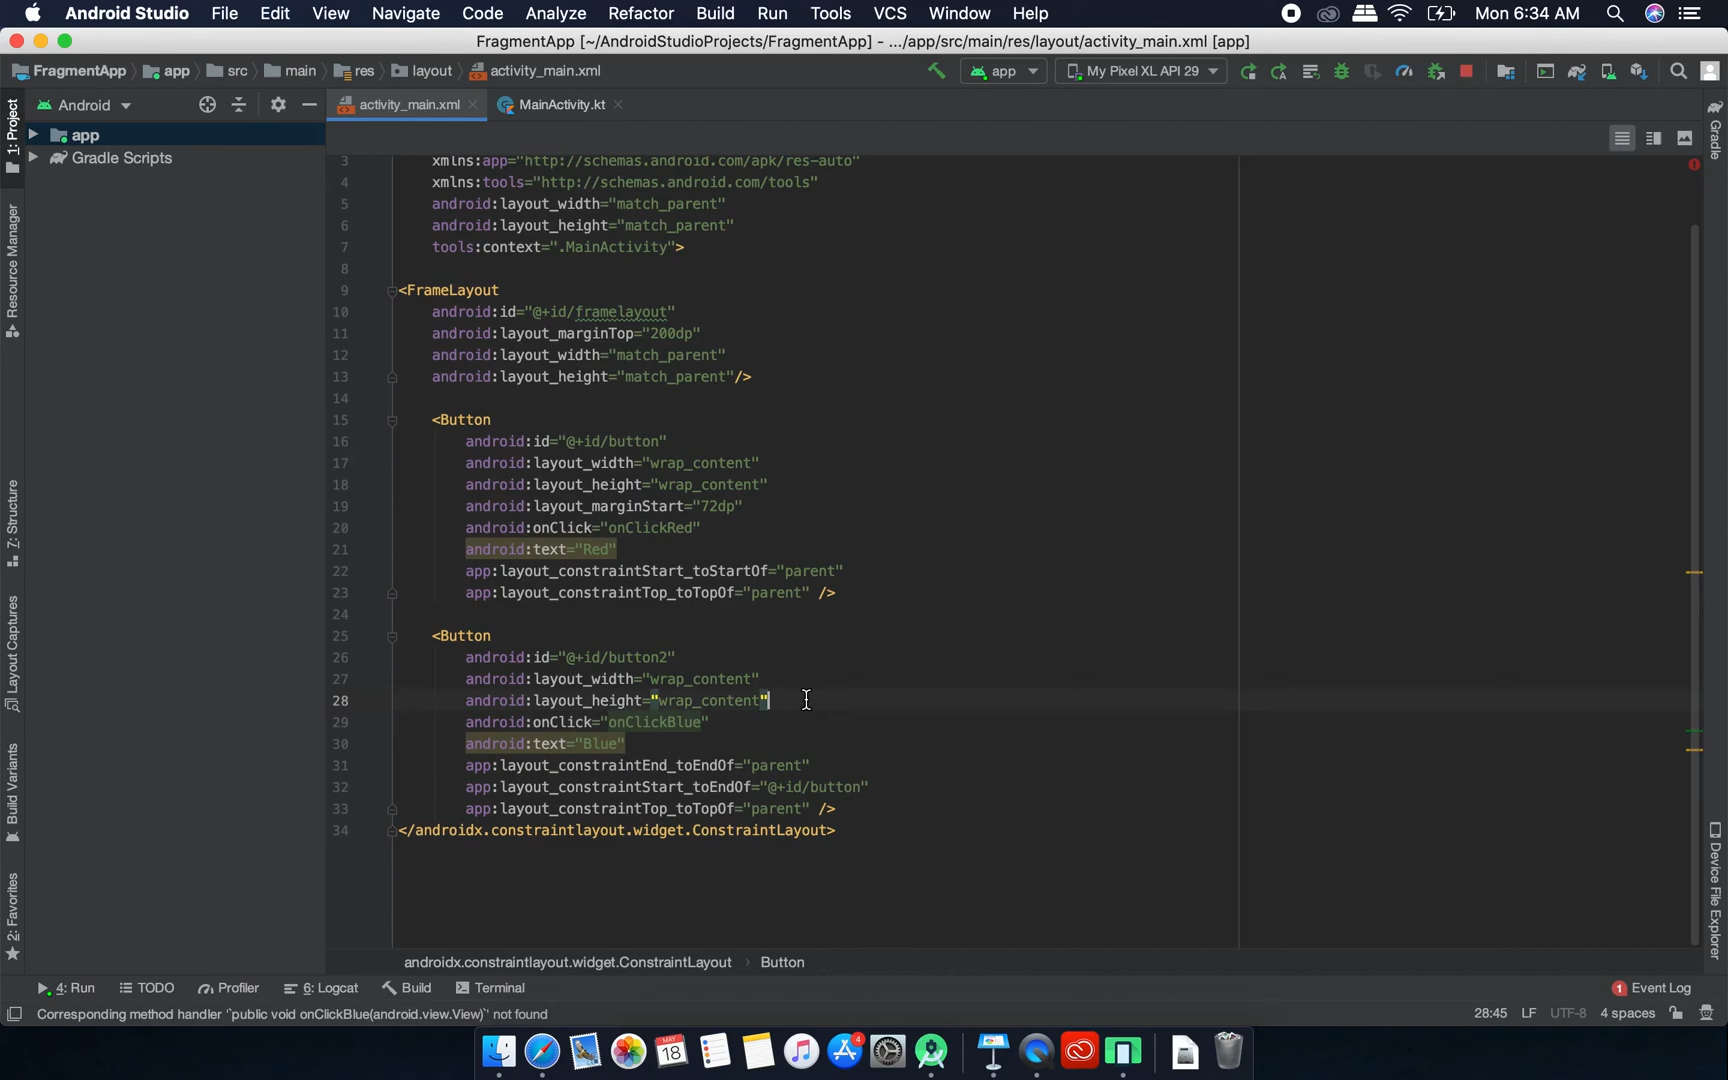 Android Studio File Edit View Navigate Code Analyze Refactor Build Run Tools VCS Window Help Mon 6:34 AM
FragmentApp [~/AndroidStudioProjects/FragmentApp] - .../app/src/main/res/layout/activity_main.xml [app]
FragmentApp app src main res layout activity_main.xml app My Pixel XL API 29
Android activity_main.xml MainActivity.kt
1: Project
Resource Manager
7: Structure
Layout Captures
Build Variants
2: Favorites
app
Gradle Scripts
3 xmlns:app="http://schemas.android.com/apk/res-auto"
4 xmlns:tools="http://schemas.android.com/tools"
5 android:layout_width="match_parent"
6 android:layout_height="match_parent"
7 tools:context=".MainActivity">
8
9 <FrameLayout
10 android:id="@+id/framelayout"
11 android:layout_marginTop="200dp"
12 android:layout_width="match_parent"
13 android:layout_height="match_parent"/>
14
15 <Button
16 android:id="@+id/button"
17 android:layout_width="wrap_content"
18 android:layout_height="wrap_content"
19 android:layout_marginStart="72dp"
20 android:onClick="onClickRed"
21 android:text="Red"
22 app:layout_constraintStart_toStartOf="parent"
23 app:layout_constraintTop_toTopOf="parent" />
24
25 <Button
26 android:id="@+id/button2"
27 android:layout_width="wrap_content"
28 android:layout_height="wrap_content"
29 android:onClick="onClickBlue"
30 android:text="Blue"
31 app:layout_constraintEnd_toEndOf="parent"
32 app:layout_constraintStart_toEndOf="@+id/button"
33 app:layout_constraintTop_toTopOf="parent" />
34 </androidx.constraintlayout.widget.ConstraintLayout>
Gradle
Device File Explorer
androidx.constraintlayout.widget.ConstraintLayout › Button
4: Run TODO Profiler 6: Logcat Build Terminal 1 Event Log
Corresponding method handler '`public void onClickBlue(android.view.View)`' not found 28:45 LF UTF-8 4 spaces
MAY
18
4